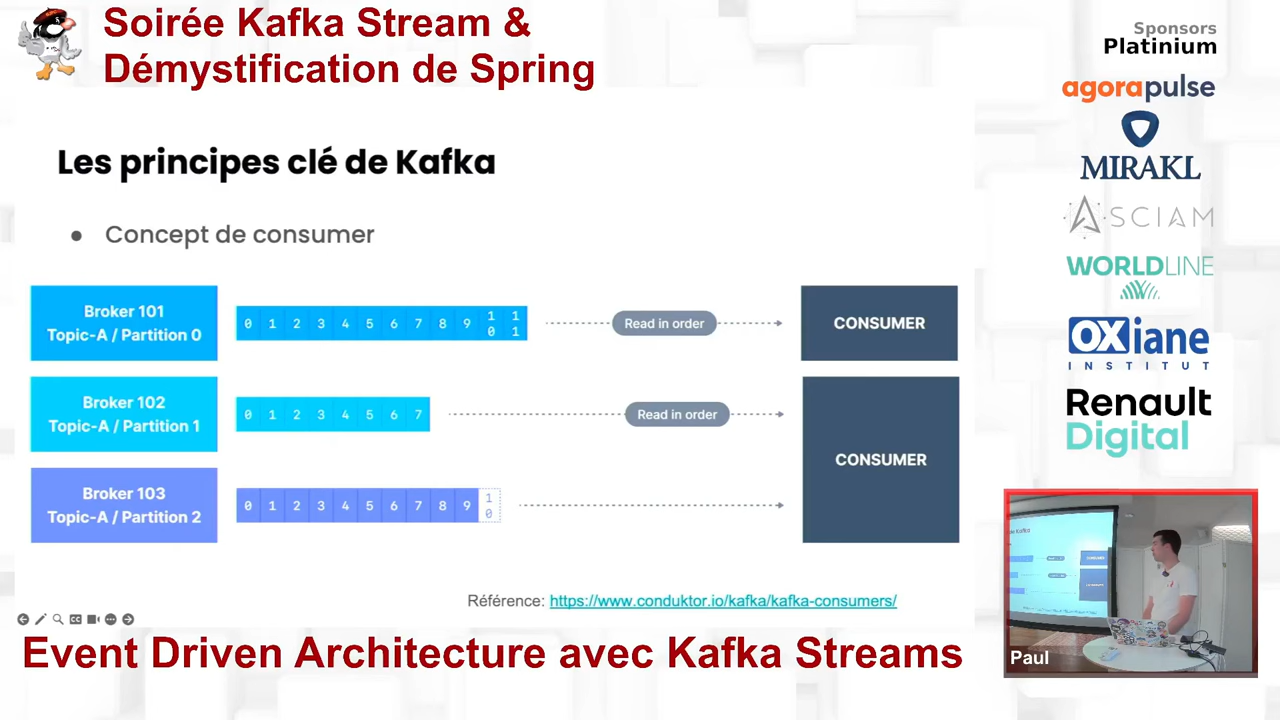 Soirée Kafka Stream &
Démystification de Spring
Sponsors
Platinium
agorapulse
MIRAKL
ASCIAM
WORLDLINE
OXiane
INSTITUT
Renault
Digital
Les principes clé de Kafka
● Concept de consumer
Broker 101
Topic-A / Partition 0
0 1 2 3 4 5 6 7 8 9 10 11
Read in order
CONSUMER
Broker 102
Topic-A / Partition 1
0 1 2 3 4 5 6 7
Read in order
CONSUMER
Broker 103
Topic-A / Partition 2
0 1 2 3 4 5 6 7 8 9 10
Référence: https://www.conduktor.io/kafka/kafka-consumers/
Paul
Event Driven Architecture avec Kafka Streams